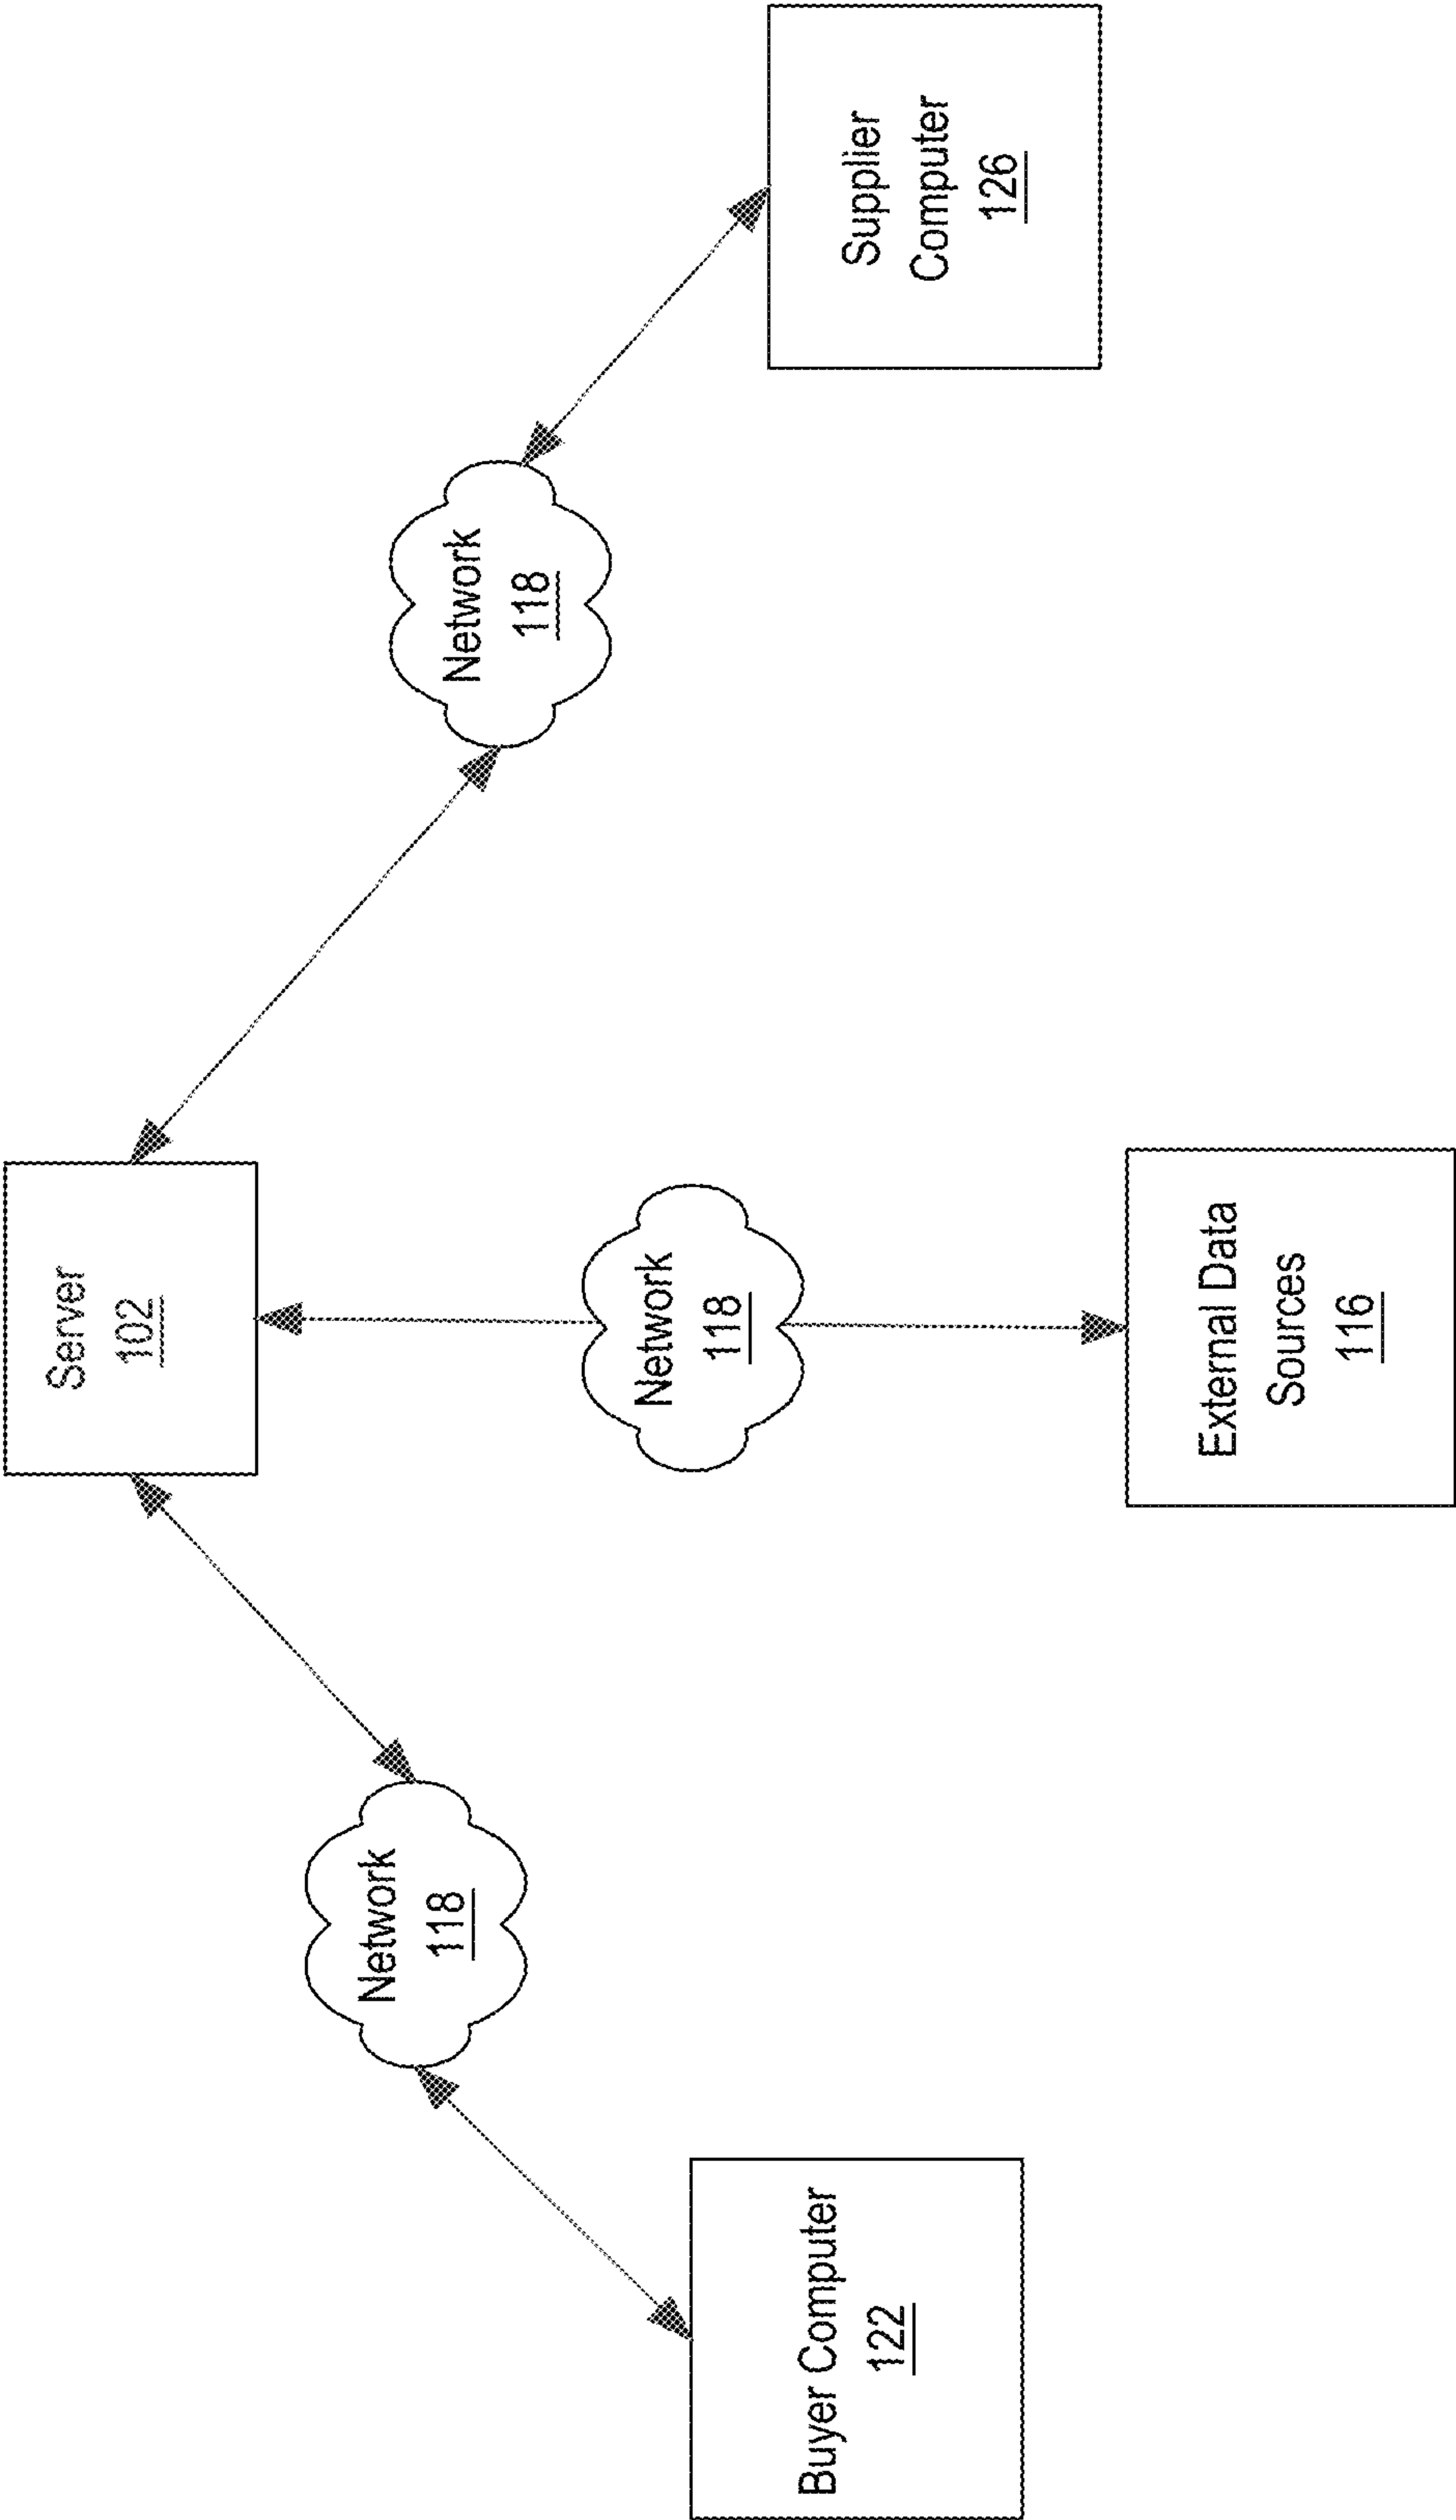 Server
102
Network
118
Network
118
Network
118
Buyer Computer
122
Supplier
Computer
126
External Data
Sources
116